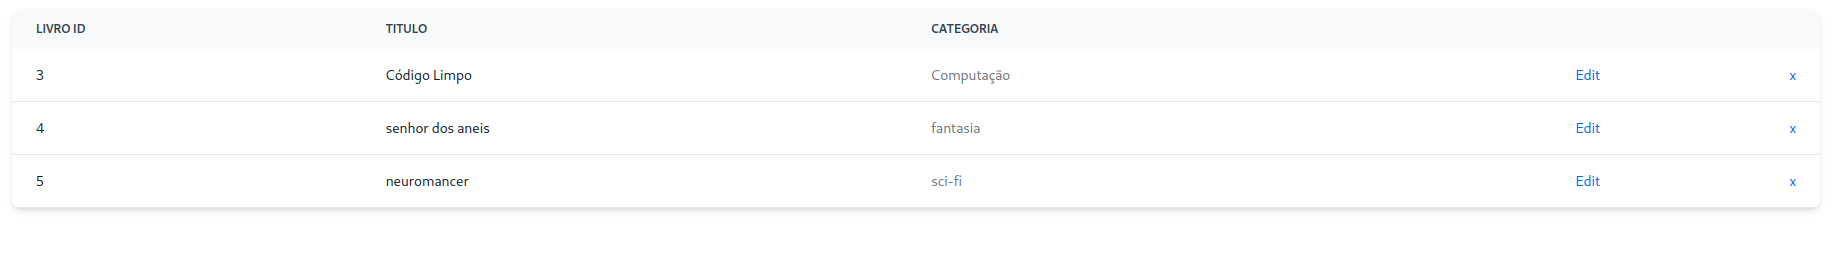 LIVRO ID TITULO CATEGORIA
3 Código Limpo Computação Edit x
4 senhor dos aneis fantasia Edit x
5 neuromancer sci-fi Edit x